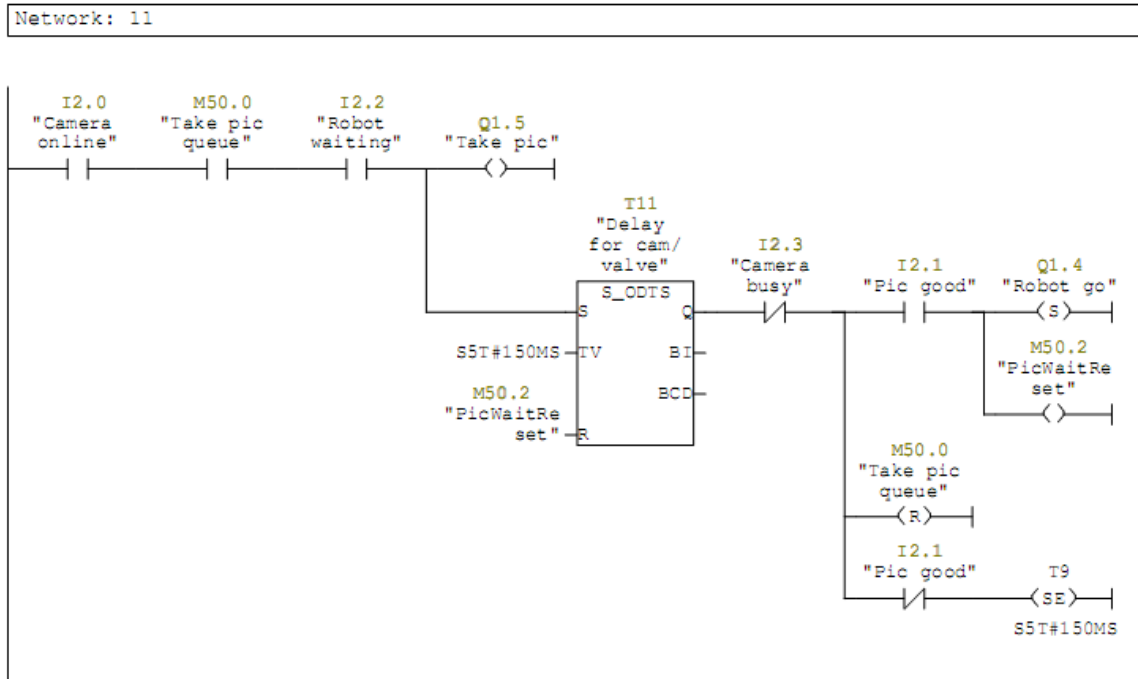 Network: 11
I2.0
"Camera
online"
M50.0
"Take pic
queue"
I2.2
"Robot
waiting"
Q1.5
"Take pic"
T11
"Delay
for cam/
valve"
S_ODTS
S
Q
S5T#150MS
TV
BI
M50.2
"PicWaitRe
set"
R
BCD
I2.3
"Camera
busy"
I2.1
"Pic good"
Q1.4
"Robot go"
S
M50.2
"PicWaitRe
set"
M50.0
"Take pic
queue"
R
I2.1
"Pic good"
T9
SE
S5T#150MS